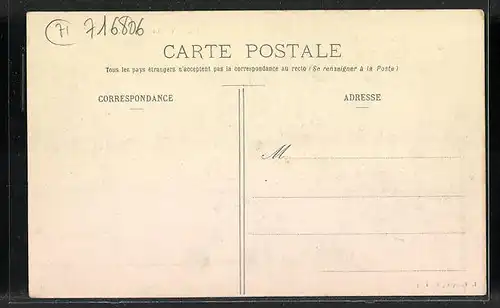 71 716806
CARTE POSTALE
Tous les pays étrangers n'acceptent pas la correspondance au recto (Se renseigner à la Poste)
CORRESPONDANCE ADRESSE
M